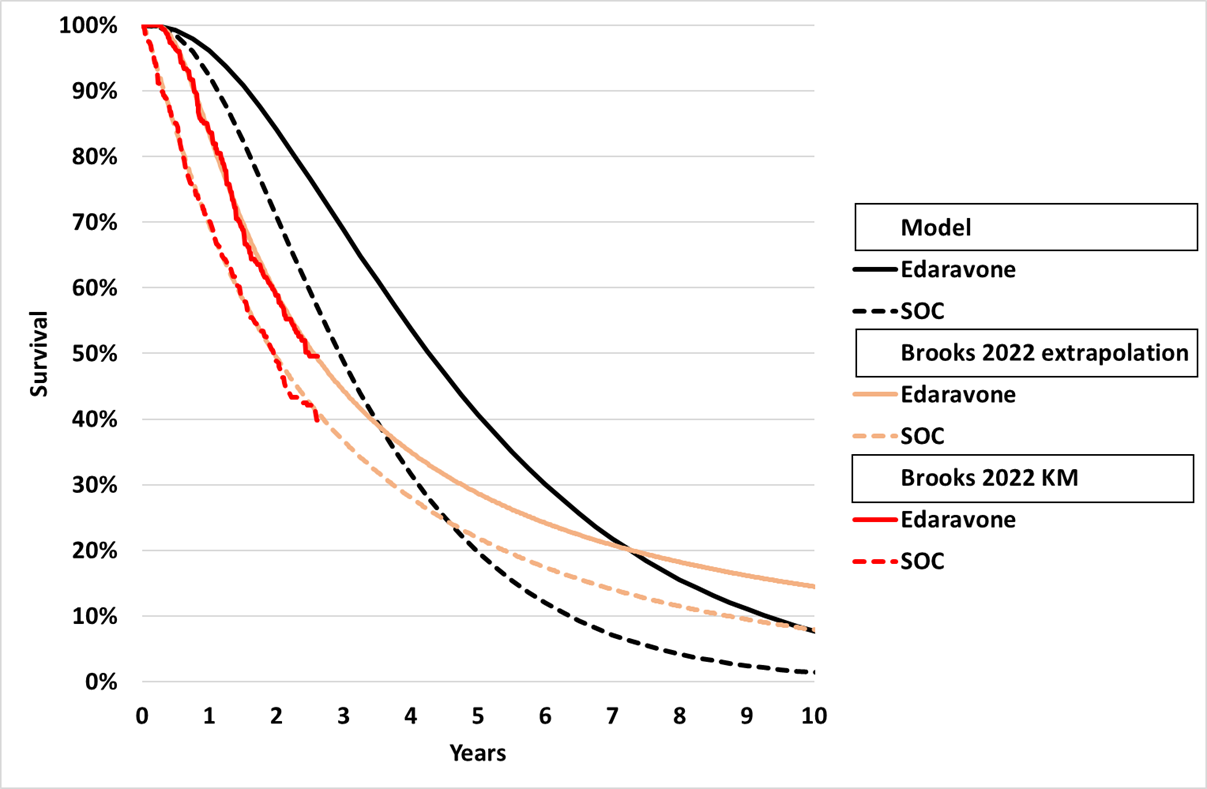 100%
90%
80%
70%
60%
50%
40%
30%
20%
10%
0%
Survival
0 1 2 3 4 5 6 7 8 9 10
Years
Model
Edaravone
SOC
Brooks 2022 extrapolation
Edaravone
SOC
Brooks 2022 KM
Edaravone
SOC